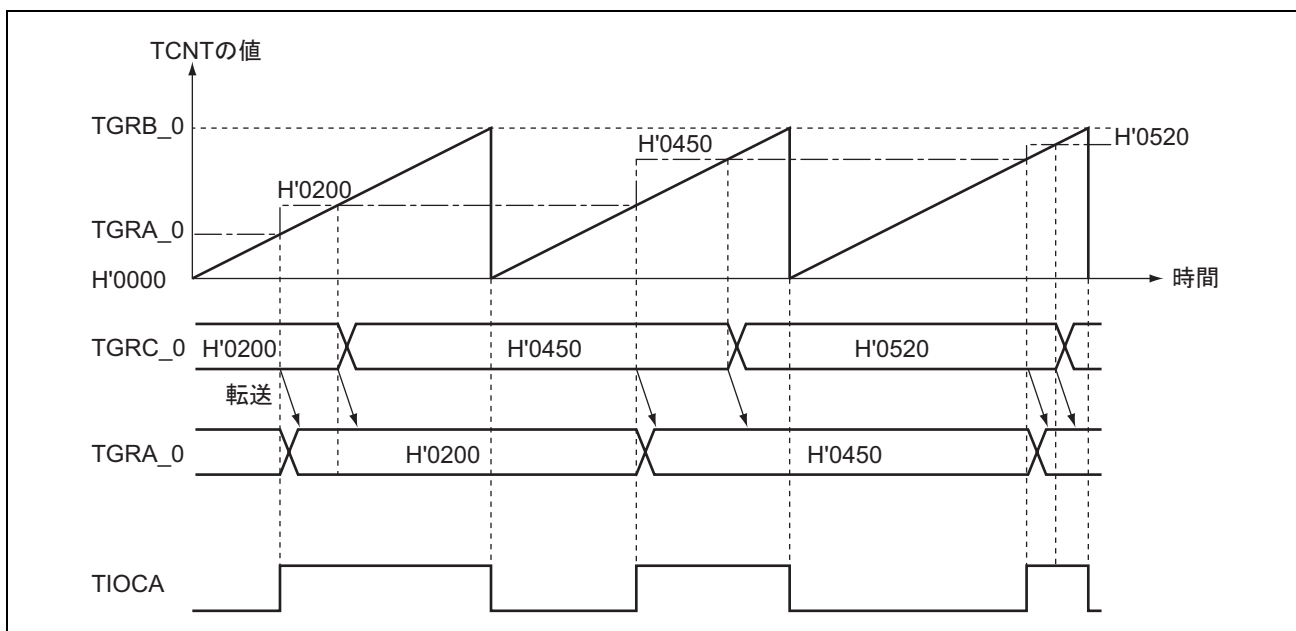 TCNTの値
TGRB_0
H'0450
H'0520
H'0200
TGRA_0
H'0000
時間
TGRC_0
H'0200
H'0450
H'0520
転送
TGRA_0
H'0200
H'0450
TIOCA